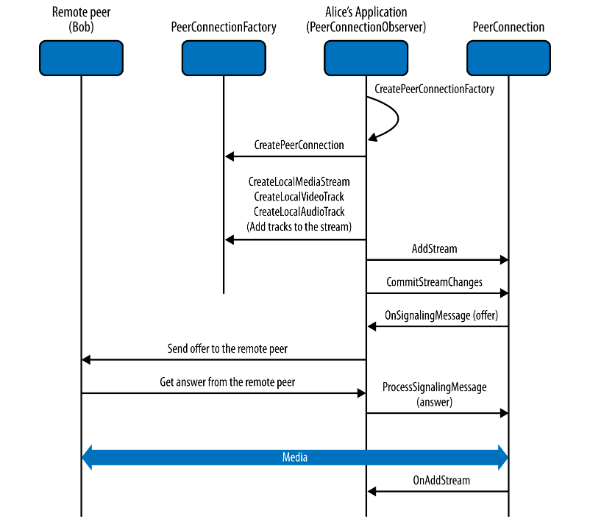 Remote peer
(Bob)
PeerConnectionFactory
Alice's Application
(PeerConnectionObserver)
PeerConnection
CreatePeerConnectionFactory
CreatePeerConnection
CreateLocalMediaStream
CreateLocalVideoTrack
CreateLocalAudioTrack
(Add tracks to the stream)
AddStream
CommitStreamChanges
OnSignalingMessage (offer)
Send offer to the remote peer
Get answer from the remote peer
ProcessSignalingMessage
(answer)
Media
OnAddStream